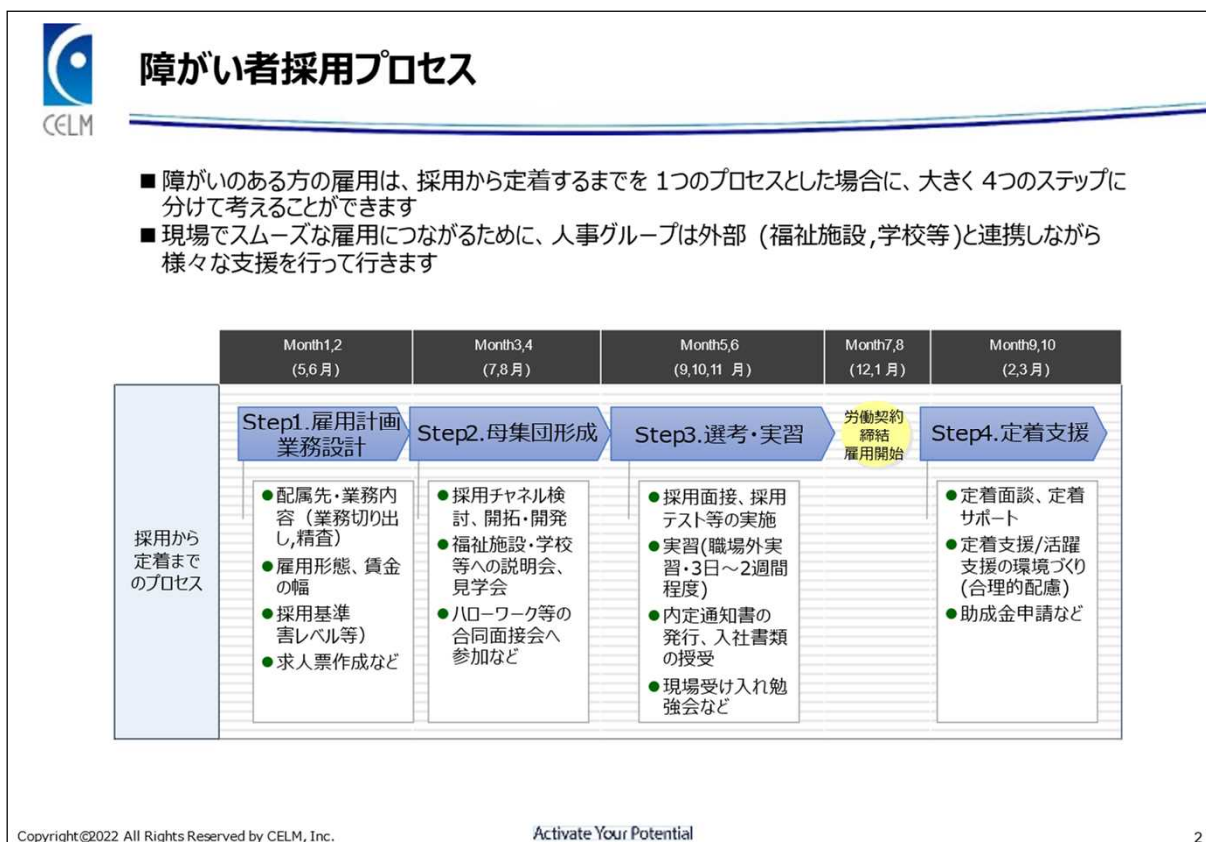 CELM
障がい者採用プロセス
■ 障がいのある方の雇用は、採用から定着するまでを 1つのプロセスとした場合に、大きく 4つのステップに
分けて考えることができます
■ 現場でスムーズな雇用につながるために、人事グループは外部 (福祉施設,学校等)と連携しながら
様々な支援を行って行きます
Month1,2
(5,6月)
Month3,4
(7,8月)
Month5,6
(9,10,11 月)
Month7,8
(12,1月)
Month9,10
(2,3月)
採用から
定着まで
のプロセス
Step1.雇用計画
業務設計
●配属先・業務内
容（業務切り出
し,精査）
●雇用形態、賃金
の幅
●採用基準
害レベル等）
●求人票作成など
Step2.母集団形成
●採用チャネル検
討、開拓・開発
●福祉施設・学校
等への説明会、
見学会
●ハローワーク等の
合同面接会へ
参加など
Step3.選考・実習
●採用面接、採用
テスト等の実施
●実習(職場外実
習・3日～2週間
程度)
●内定通知書の
発行、入社書類
の授受
●現場受け入れ勉
強会など
労働契約
締結
雇用開始
Step4.定着支援
●定着面談、定着
サポート
●定着支援/活躍
支援の環境づくり
(合理的配慮)
●助成金申請など
Copyright©2022 All Rights Reserved by CELM, Inc.
Activate Your Potential
2